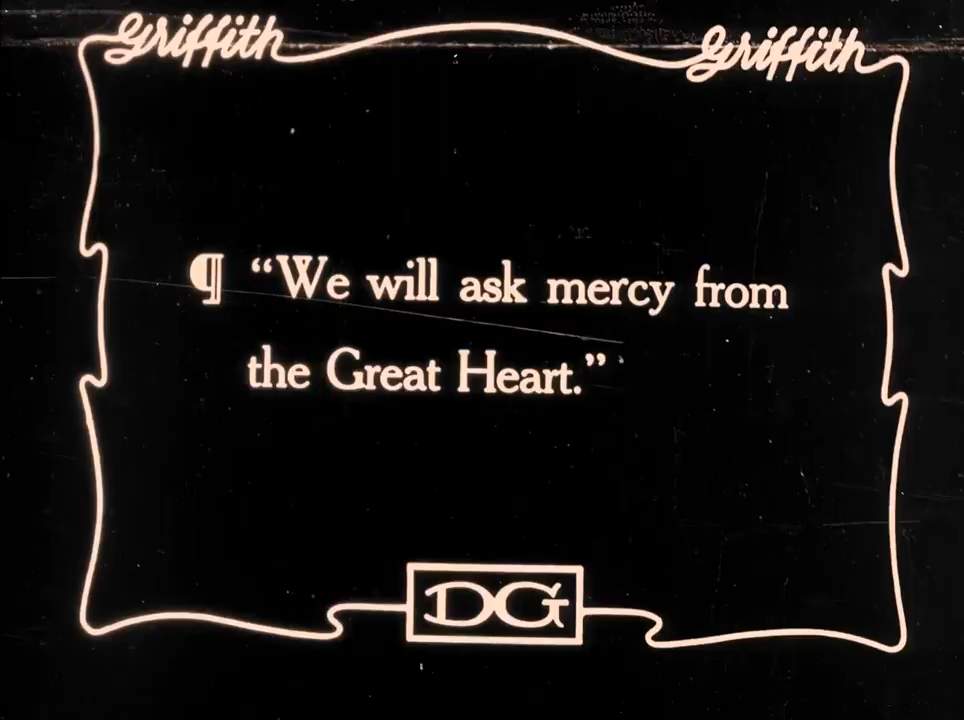 Griffith Griffith
¶ “We will ask mercy from
the Great Heart.”
DG